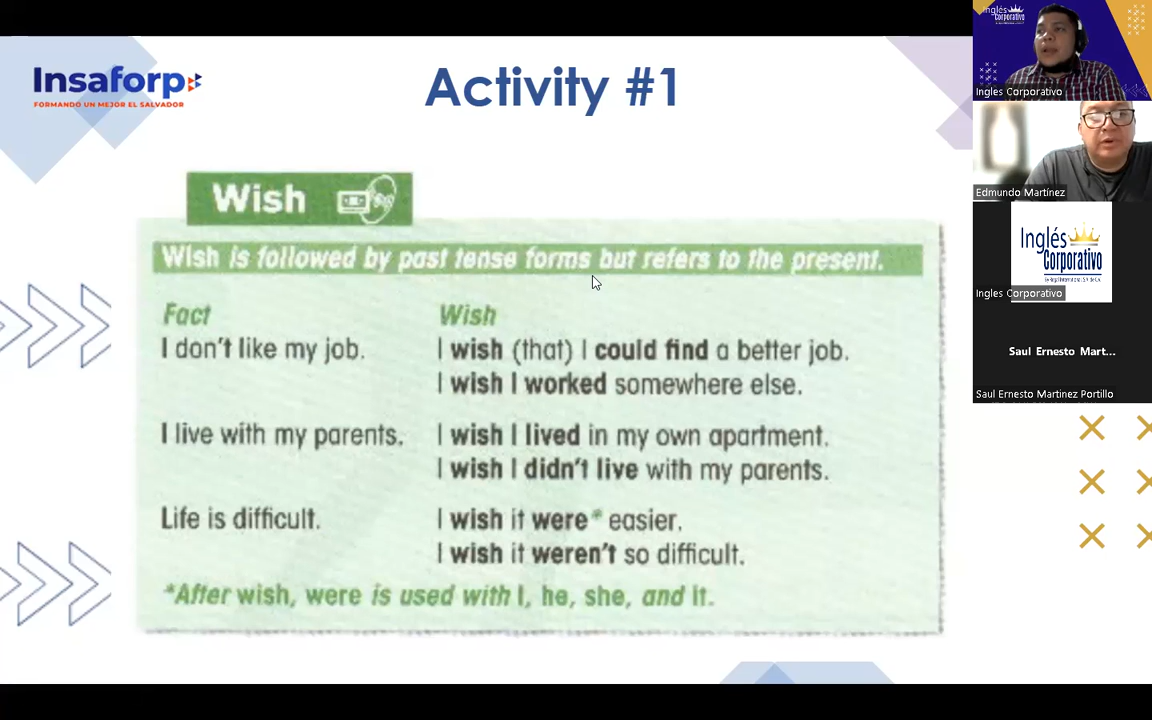 Insaforp
FORMANDO UN MEJOR EL SALVADOR
Activity #1
Wish
Wish is followed by past tense forms but refers to the present.
Fact Wish
I don't like my job. I wish (that) I could find a better job.
I wish I worked somewhere else.
I live with my parents. I wish I lived in my own apartment.
I wish I didn't live with my parents.
Life is difficult. I wish it were* easier.
I wish it weren't so difficult.
*After wish, were is used with I, he, she, and it.
Inglés
Corporativo
Ingles Corporativo
Edmundo Martínez
Inglés
Corporativo
Ingles Corporativo
Saul Ernesto Mart...
Saul Ernesto Martinez Portillo